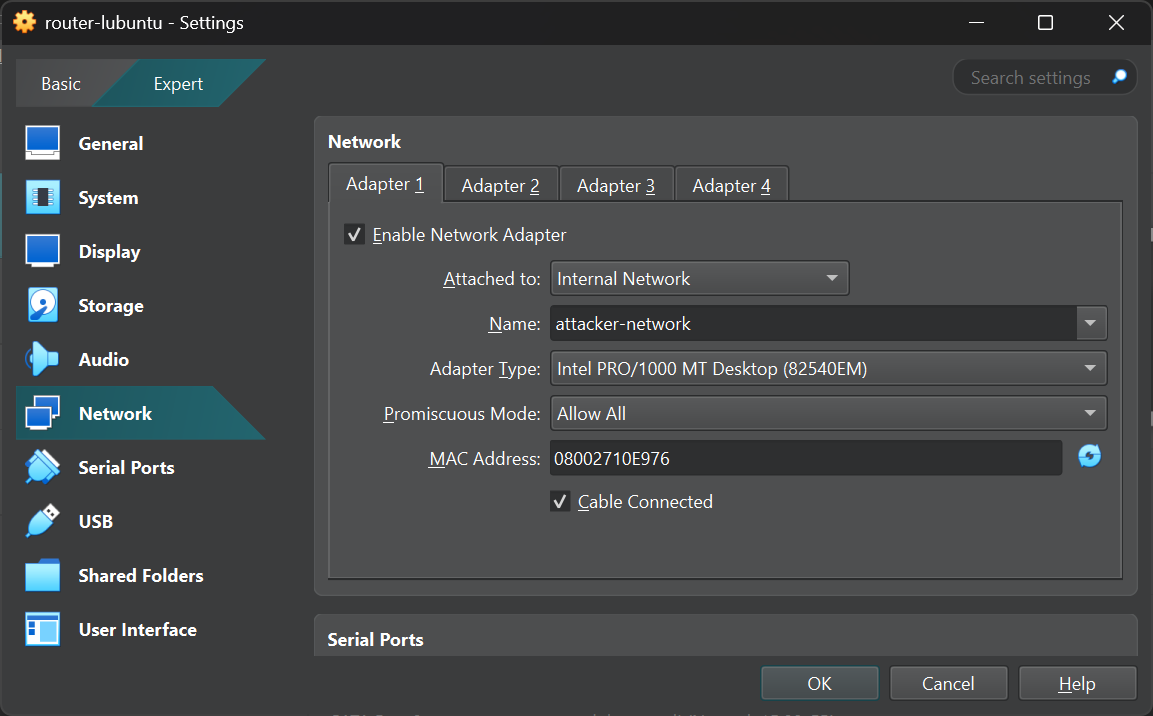 router-lubuntu - Settings
Basic
Expert
Search settings
General
System
Display
Storage
Audio
Network
Serial Ports
USB
Shared Folders
User Interface
Network
Adapter 1
Adapter 2
Adapter 3
Adapter 4
Enable Network Adapter
Attached to: Internal Network
Name: attacker-network
Adapter Type: Intel PRO/1000 MT Desktop (82540EM)
Promiscuous Mode: Allow All
MAC Address: 08002710E976
Cable Connected
Serial Ports
OK
Cancel
Help